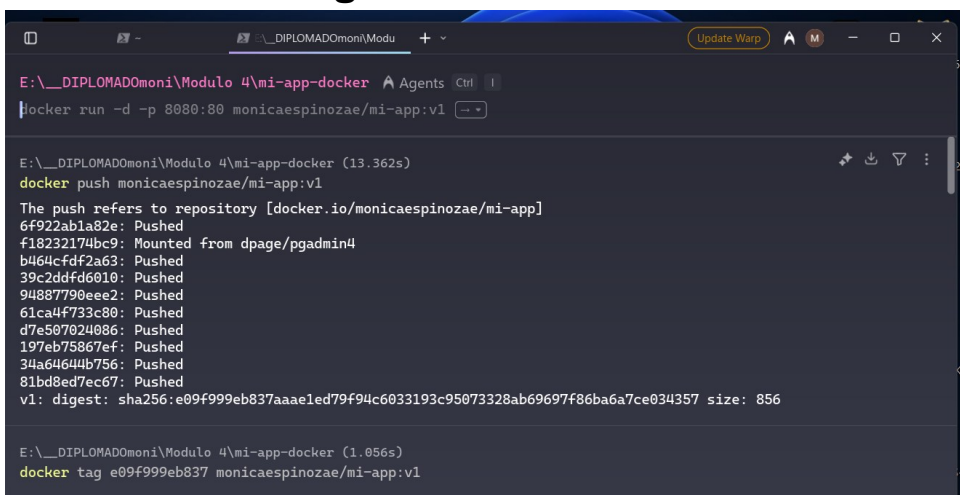 ~ E:\__DIPLOMADOmoni\Modu + Update Warp M
E:\__DIPLOMADOmoni\Modulo 4\mi-app-docker Agents Ctrl I
docker run -d -p 8080:80 monicaespinozae/mi-app:v1
E:\__DIPLOMADOmoni\Modulo 4\mi-app-docker (13.362s)
docker push monicaespinozae/mi-app:v1
The push refers to repository [docker.io/monicaespinozae/mi-app]
6f922ab1a82e: Pushed
f18232174bc9: Mounted from dpage/pgadmin4
b464cfdf2a63: Pushed
39c2ddfd6010: Pushed
94887790eee2: Pushed
61ca4f733c80: Pushed
d7e507024086: Pushed
197eb75867ef: Pushed
34a64644b756: Pushed
81bd8ed7ec67: Pushed
v1: digest: sha256:e09f999eb837aaae1ed79f94c6033193c95073328ab69697f86ba6a7ce034357 size: 856
E:\__DIPLOMADOmoni\Modulo 4\mi-app-docker (1.056s)
docker tag e09f999eb837 monicaespinozae/mi-app:v1